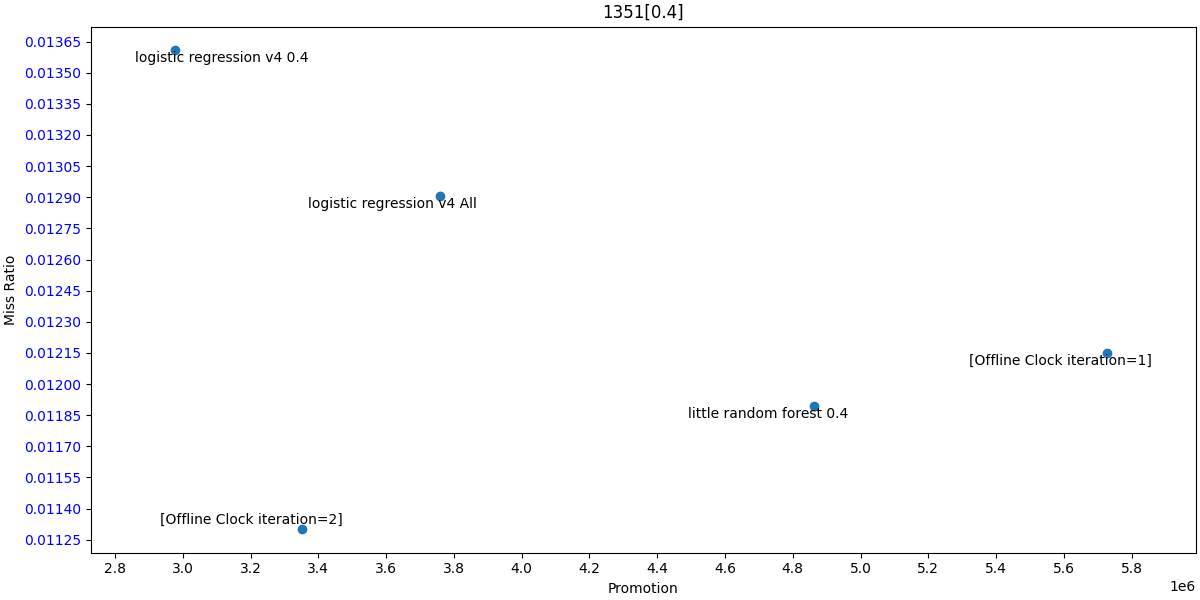 1351[0.4]
0.01365
0.01350
0.01335
0.01320
0.01305
0.01290
0.01275
0.01260
0.01245
0.01230
0.01215
0.01200
0.01185
0.01170
0.01155
0.01140
0.01125
Miss Ratio
logistic regression v4 0.4
logistic regression v4 All
[Offline Clock iteration=1]
little random forest 0.4
[Offline Clock iteration=2]
2.8 3.0 3.2 3.4 3.6 3.8 4.0 4.2 4.4 4.6 4.8 5.0 5.2 5.4 5.6 5.8
1e6
Promotion